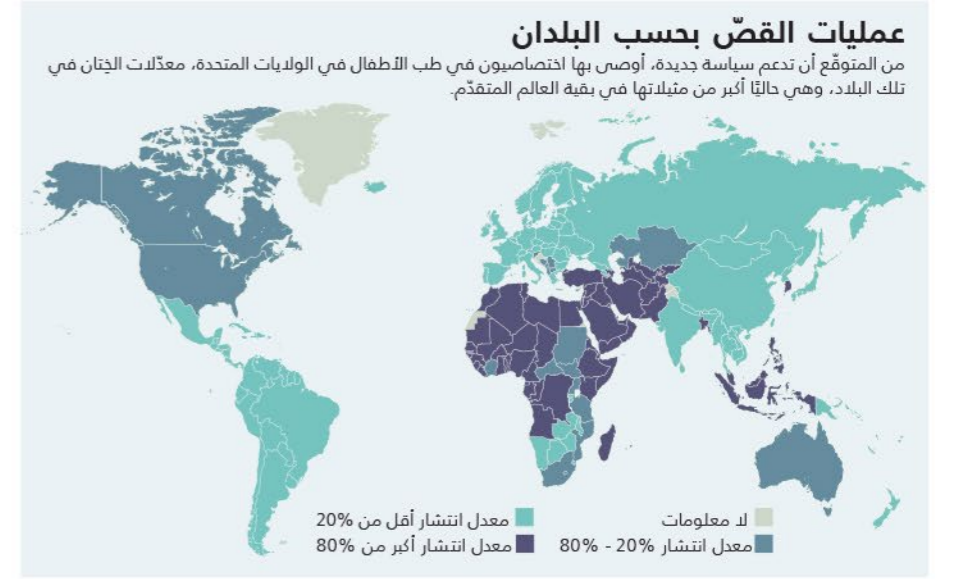 عمليات القصّ بحسب البلدان
من المتوقّع أن تدعم سياسة جديدة، أوصى بها اختصاصيون في طب الأطفال في الولايات المتحدة، معدّلات الخِتان في
تلك البلاد، وهي حاليًا أكبر من مثيلاتها في بقية العالم المتقدّم.
لا معلومات
معدل انتشار أقل من 20%
معدل انتشار 20% - 80%
معدل انتشار أكبر من 80%